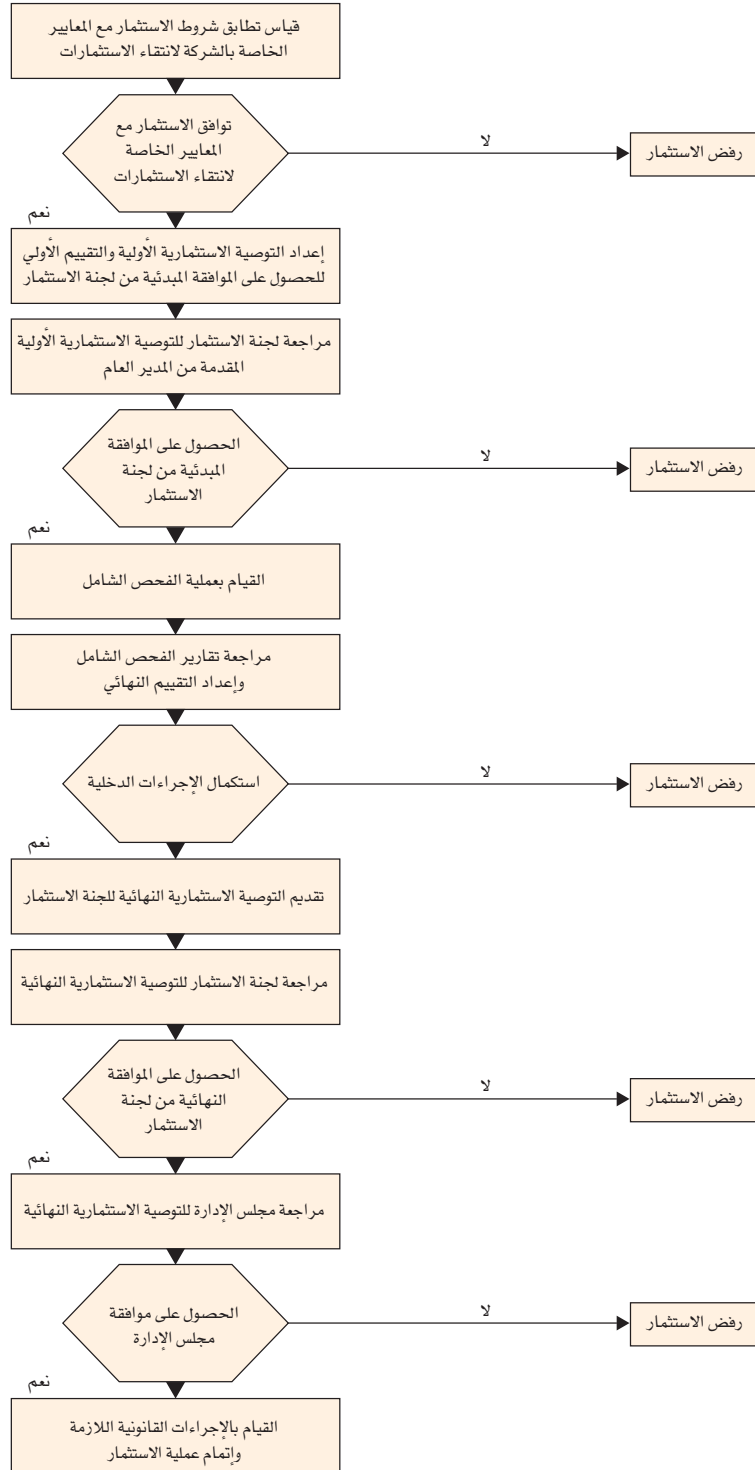 قياس تطابق شروط الاستثمار مع المعايير
الخاصة بالشركة لانتقاء الاستثمارات
توافق الاستثمار مع
المعايير الخاصة
لانتقاء الاستثمارات
لا
رفض الاستثمار
نعم
إعداد التوصية الاستثمارية الأولية والتقييم الأولي
للحصول على الموافقة المبدئية من لجنة الاستثمار
مراجعة لجنة الاستثمار للتوصية الاستثمارية الأولية
المقدمة من المدير العام
الحصول على الموافقة
المبدئية من لجنة
الاستثمار
لا
رفض الاستثمار
نعم
القيام بعملية الفحص الشامل
مراجعة تقارير الفحص الشامل
وإعداد التقييم النهائي
استكمال الإجراءات الدخلية
لا
رفض الاستثمار
نعم
تقديم التوصية الاستثمارية النهائية للجنة الاستثمار
مراجعة لجنة الاستثمار للتوصية الاستثمارية النهائية
الحصول على الموافقة
النهائية من لجنة
الاستثمار
لا
رفض الاستثمار
نعم
مراجعة مجلس الإدارة للتوصية الاستثمارية النهائية
الحصول على موافقة
مجلس الإدارة
لا
رفض الاستثمار
نعم
القيام بالإجراءات القانونية اللازمة
وإتمام عملية الاستثمار